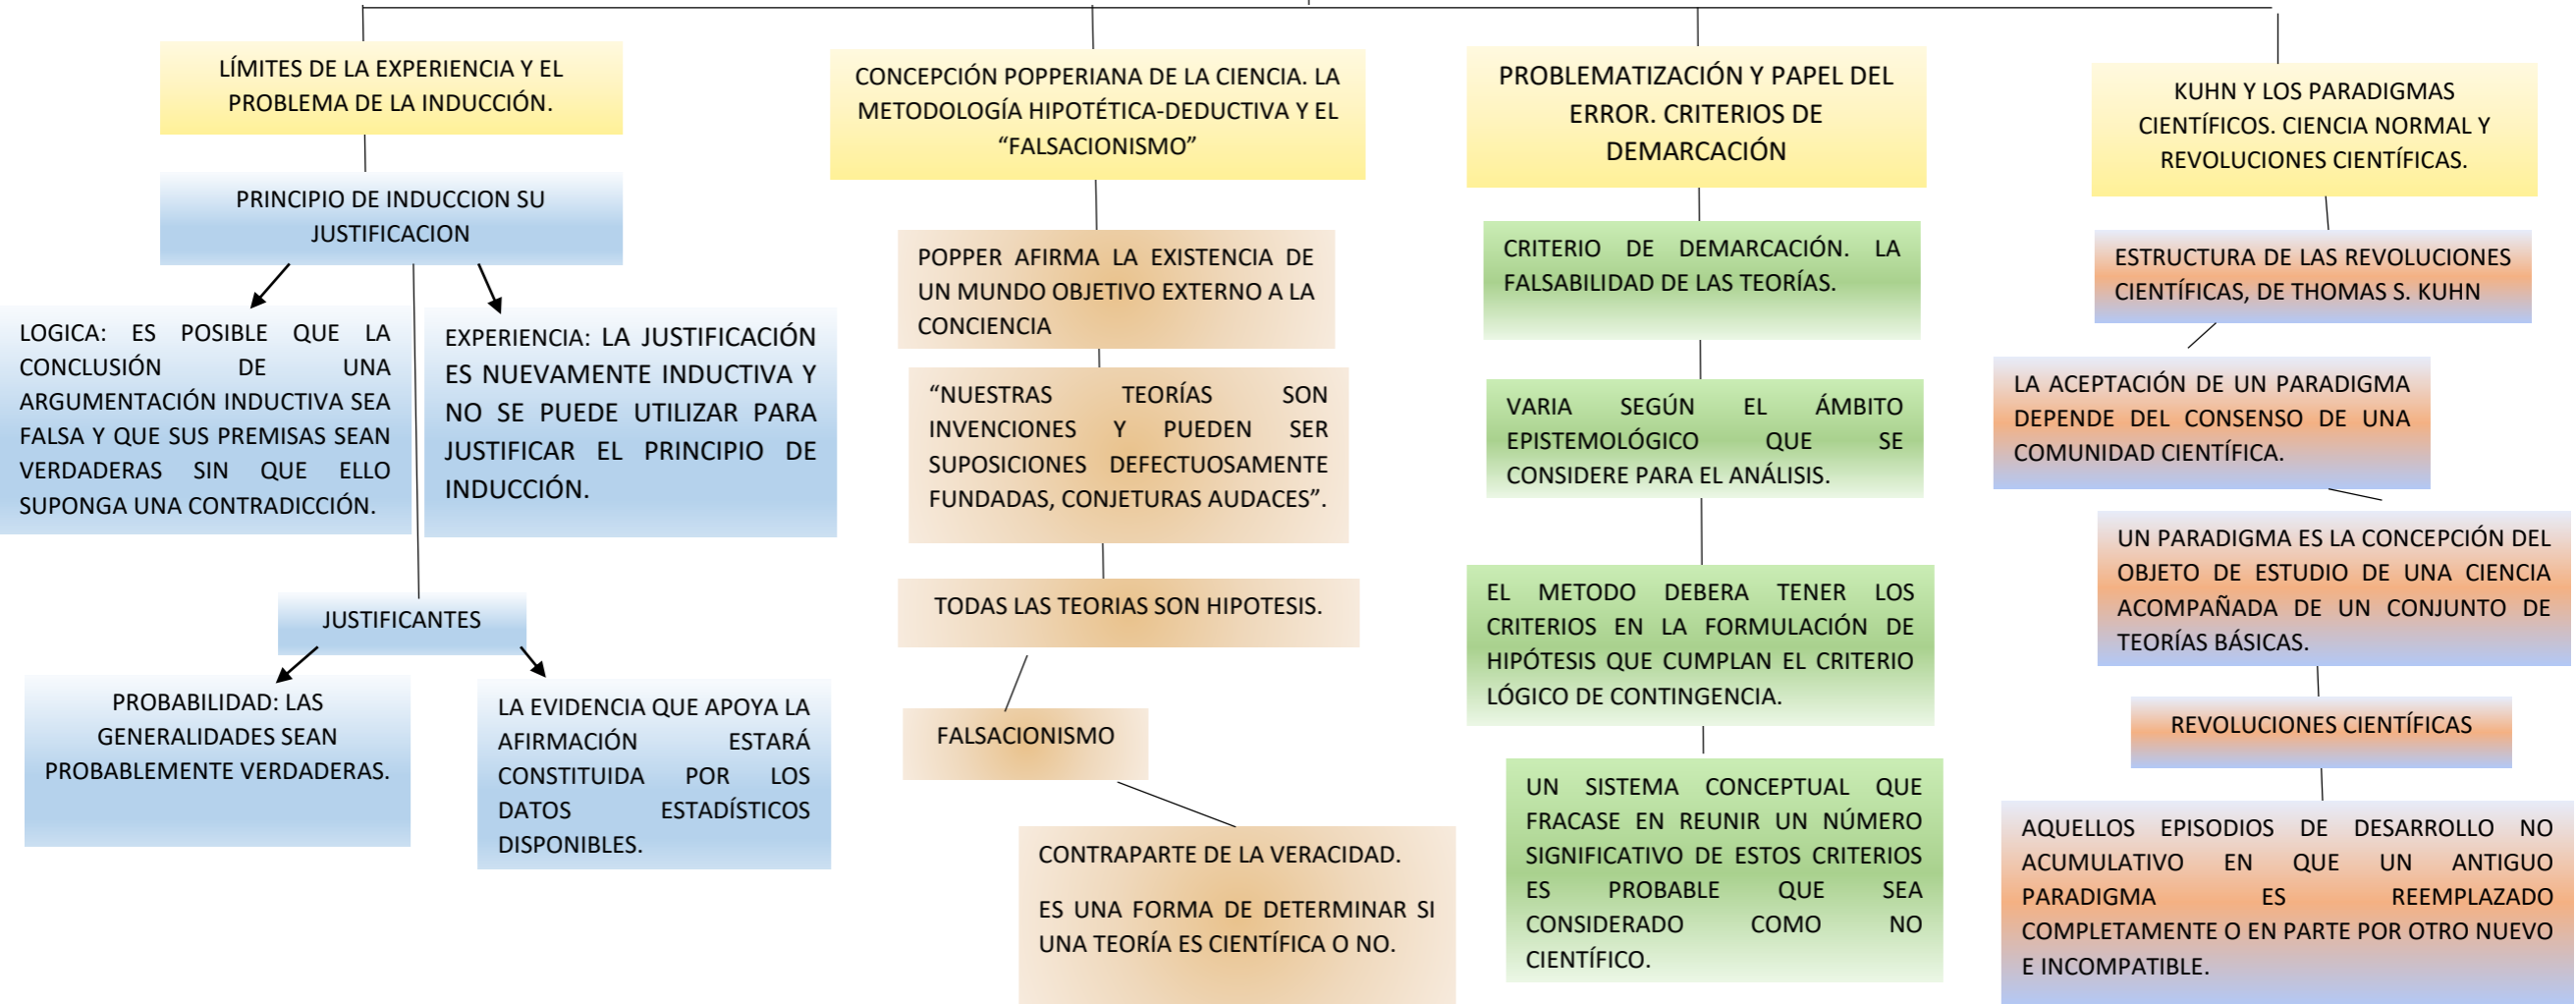 LÍMITES DE LA EXPERIENCIA Y EL
PROBLEMA DE LA INDUCCIÓN.
PRINCIPIO DE INDUCCION SU
JUSTIFICACION
LOGICA: ES POSIBLE QUE LA
CONCLUSIÓN DE UNA
ARGUMENTACIÓN INDUCTIVA SEA
FALSA Y QUE SUS PREMISAS SEAN
VERDADERAS SIN QUE ELLO
SUPONGA UNA CONTRADICCIÓN.
EXPERIENCIA: LA JUSTIFICACIÓN
ES NUEVAMENTE INDUCTIVA Y
NO SE PUEDE UTILIZAR PARA
JUSTIFICAR EL PRINCIPIO DE
INDUCCIÓN.
JUSTIFICANTES
PROBABILIDAD: LAS
GENERALIDADES SEAN
PROBABLEMENTE VERDADERAS.
LA EVIDENCIA QUE APOYA LA
AFIRMACIÓN ESTARÁ
CONSTITUIDA POR LOS
DATOS ESTADÍSTICOS
DISPONIBLES.
CONCEPCIÓN POPPERIANA DE LA CIENCIA. LA
METODOLOGÍA HIPOTÉTICA-DEDUCTIVA Y EL
“FALSACIONISMO”
POPPER AFIRMA LA EXISTENCIA DE
UN MUNDO OBJETIVO EXTERNO A LA
CONCIENCIA
“NUESTRAS TEORÍAS SON
INVENCIONES Y PUEDEN SER
SUPOSICIONES DEFECTUOSAMENTE
FUNDADAS, CONJETURAS AUDACES”.
TODAS LAS TEORIAS SON HIPOTESIS.
FALSACIONISMO
CONTRAPARTE DE LA VERACIDAD.
ES UNA FORMA DE DETERMINAR SI
UNA TEORÍA ES CIENTÍFICA O NO.
PROBLEMATIZACIÓN Y PAPEL DEL
ERROR. CRITERIOS DE
DEMARCACIÓN
CRITERIO DE DEMARCACIÓN. LA
FALSABILIDAD DE LAS TEORÍAS.
VARIA SEGÚN EL ÁMBITO
EPISTEMOLÓGICO QUE SE
CONSIDERE PARA EL ANÁLISIS.
EL METODO DEBERA TENER LOS
CRITERIOS EN LA FORMULACIÓN DE
HIPÓTESIS QUE CUMPLAN EL CRITERIO
LÓGICO DE CONTINGENCIA.
UN SISTEMA CONCEPTUAL QUE
FRACASE EN REUNIR UN NÚMERO
SIGNIFICATIVO DE ESTOS CRITERIOS
ES PROBABLE QUE SEA
CONSIDERADO COMO NO
CIENTÍFICO.
KUHN Y LOS PARADIGMAS
CIENTÍFICOS. CIENCIA NORMAL Y
REVOLUCIONES CIENTÍFICAS.
ESTRUCTURA DE LAS REVOLUCIONES
CIENTÍFICAS, DE THOMAS S. KUHN
LA ACEPTACIÓN DE UN PARADIGMA
DEPENDE DEL CONSENSO DE UNA
COMUNIDAD CIENTÍFICA.
UN PARADIGMA ES LA CONCEPCIÓN DEL
OBJETO DE ESTUDIO DE UNA CIENCIA
ACOMPAÑADA DE UN CONJUNTO DE
TEORÍAS BÁSICAS.
REVOLUCIONES CIENTÍFICAS
AQUELLOS EPISODIOS DE DESARROLLO NO
ACUMULATIVO EN QUE UN ANTIGUO
PARADIGMA ES REEMPLAZADO
COMPLETAMENTE O EN PARTE POR OTRO NUEVO
E INCOMPATIBLE.